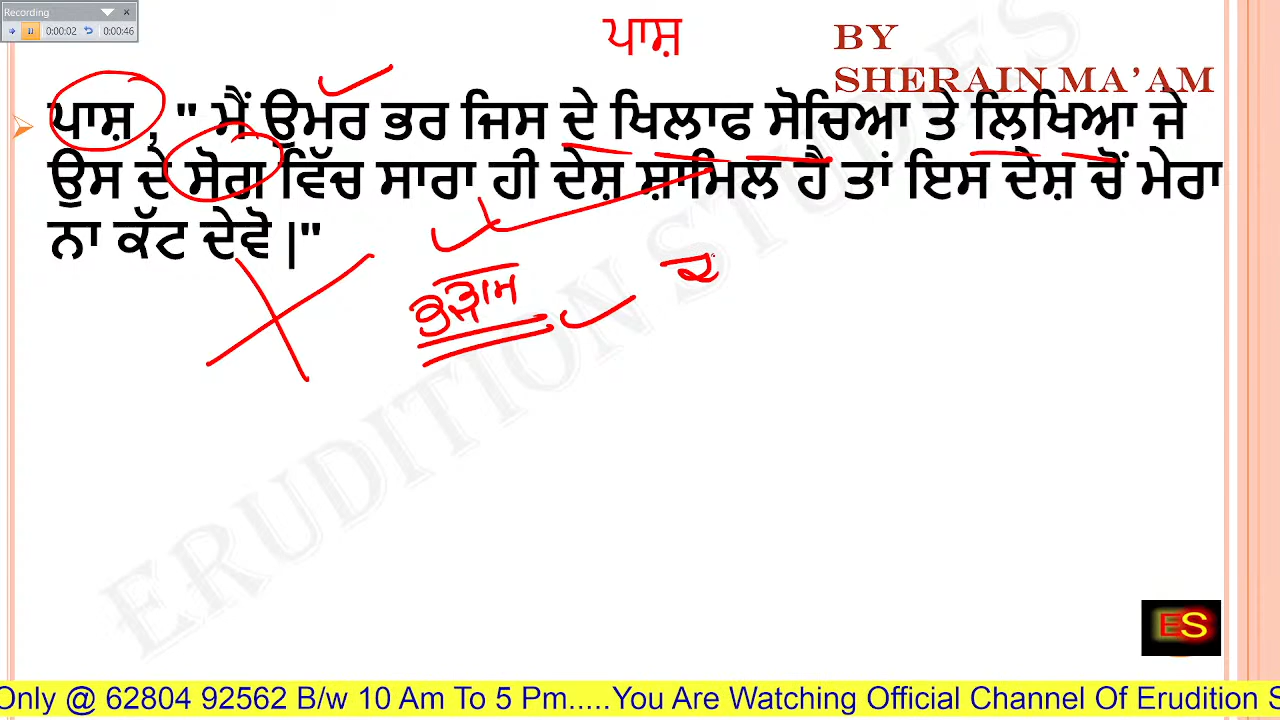 Recording
0:00:02 0:00:46
ਪਾਸ਼
BY
SHERAIN MA'AM
ਪਾਸ਼ , " ਮੈਂ ਉਮਰ ਭਰ ਜਿਸ ਦੇ ਖਿਲਾਫ ਸੋਚਿਆ ਤੇ ਲਿਖਿਆ ਜੇ
ਉਸ ਦੇ ਸੋਗ ਵਿੱਚ ਸਾਰਾ ਹੀ ਦੇਸ਼ ਸ਼ਾਮਿਲ ਹੈ ਤਾਂ ਇਸ ਦੇਸ਼ ਚੋਂ ਮੇਰਾ
ਨਾ ਕੱਟ ਦੇਵੋ |"
ERUDITION STUDIES
ES
Only @ 62804 92562 B/w 10 Am To 5 Pm.....You Are Watching Official Channel Of Erudition S